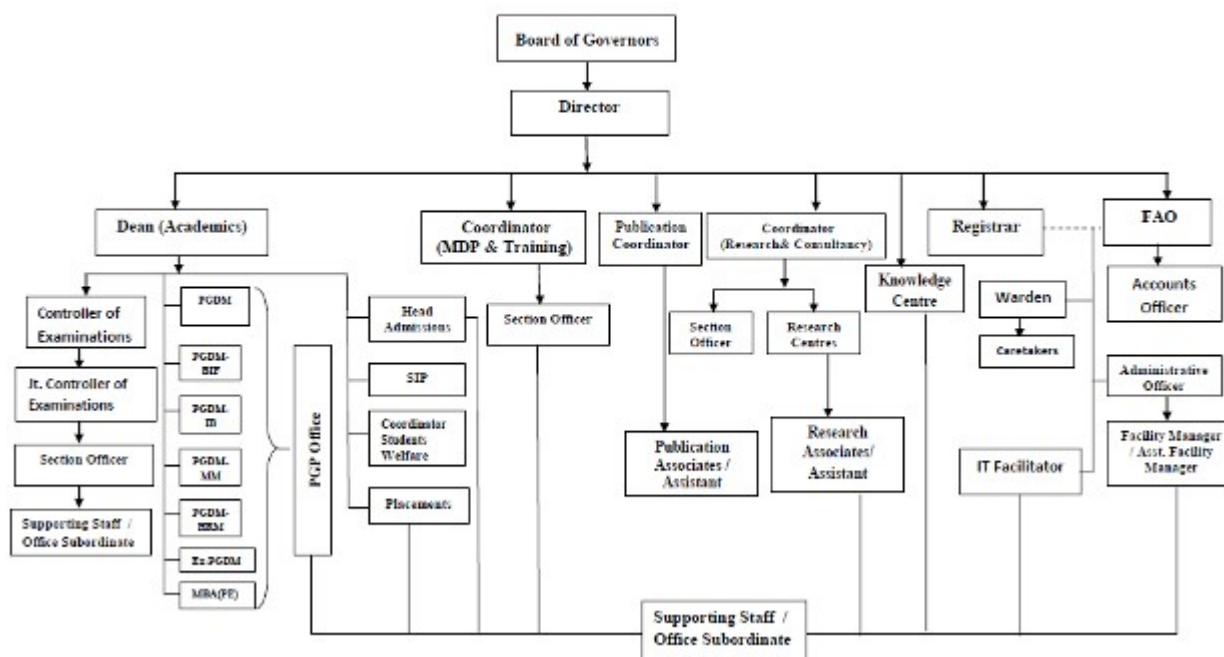 Board of Governors
Director
Dean (Academics)
Coordinator
(MDP & Training)
Publication
Coordinator
Coordinator
(Research& Consultancy)
Knowledge
Centre
Registrar
FAO
Controller of
Examinations
Jt. Controller of
Examinations
Section Officer
Supporting Staff /
Office Subordinate
PGDM
PGDM-
PGDM-
PGDM-
MM
PGDM-
HRM
Ex-PGDM
MBA(PE)
PGP Office
Head
Admissions
SIP
Coordinator
Students
Welfare
Placements
Section Officer
Publication
Associates /
Assistant
Section
Officer
Research
Centres
Research
Associates/
Assistant
Warden
Caretakers
IT Facilitator
Accounts
Officer
Administrative
Officer
Facility Manager
/ Asst. Facility
Manager
Supporting Staff /
Office Subordinate